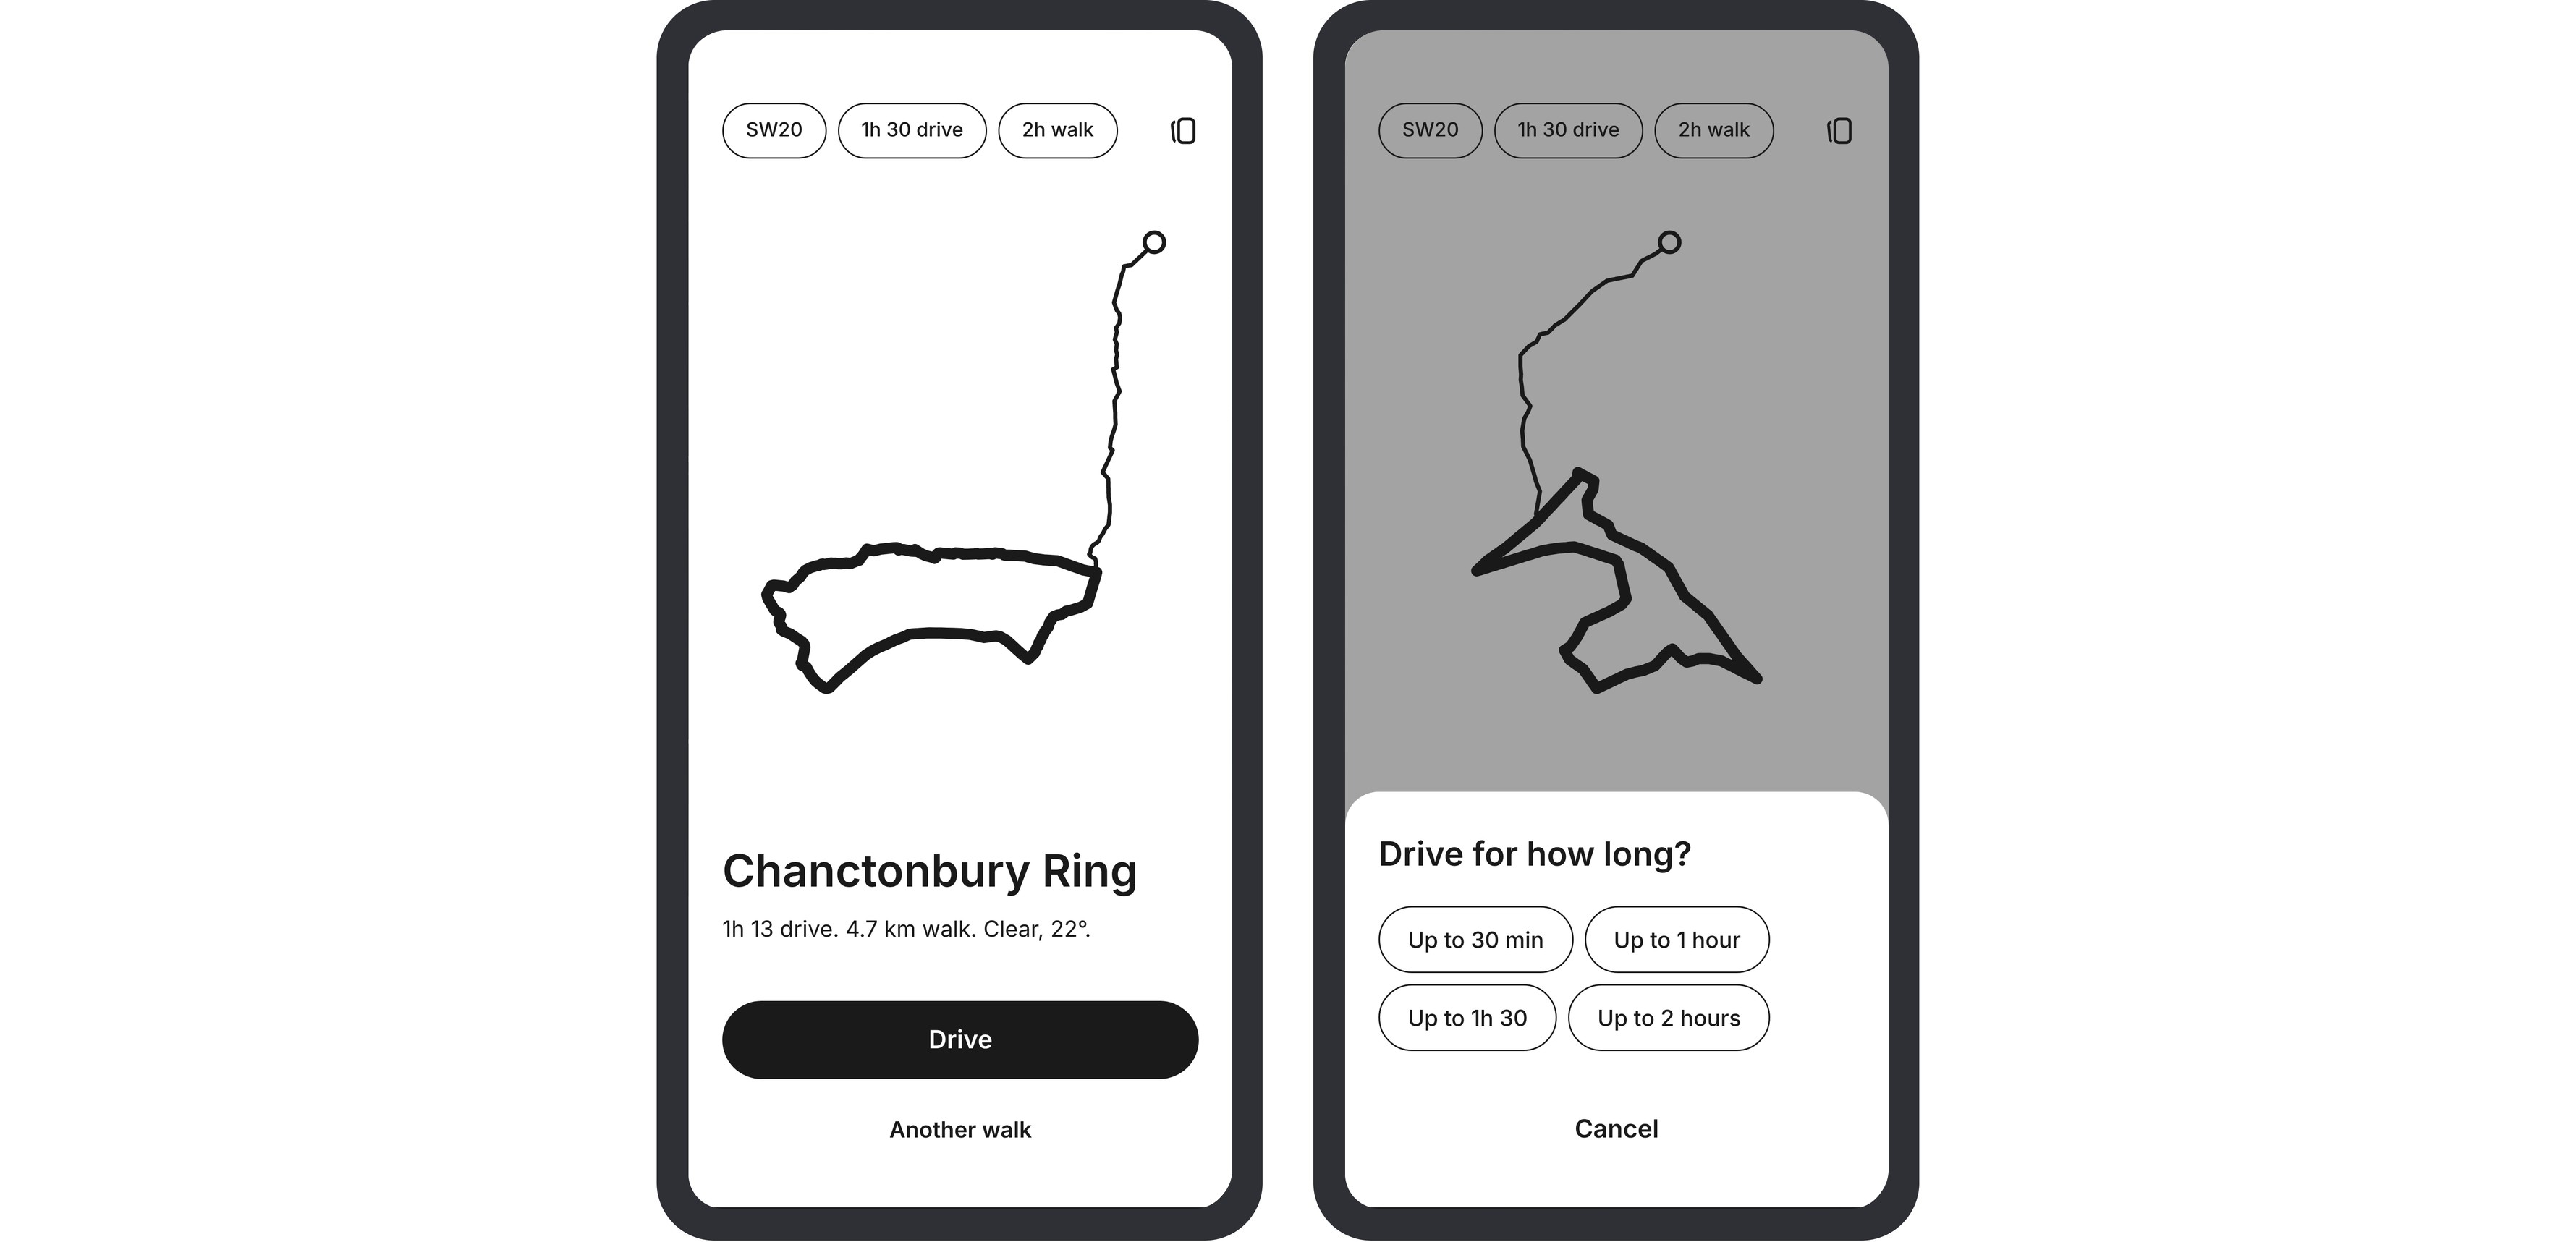 SW20 1h 30 drive 2h walk
Chanctonbury Ring
1h 13 drive. 4.7 km walk. Clear, 22°.
Drive
Another walk
SW20 1h 30 drive 2h walk
Drive for how long?
Up to 30 min Up to 1 hour
Up to 1h 30 Up to 2 hours
Cancel